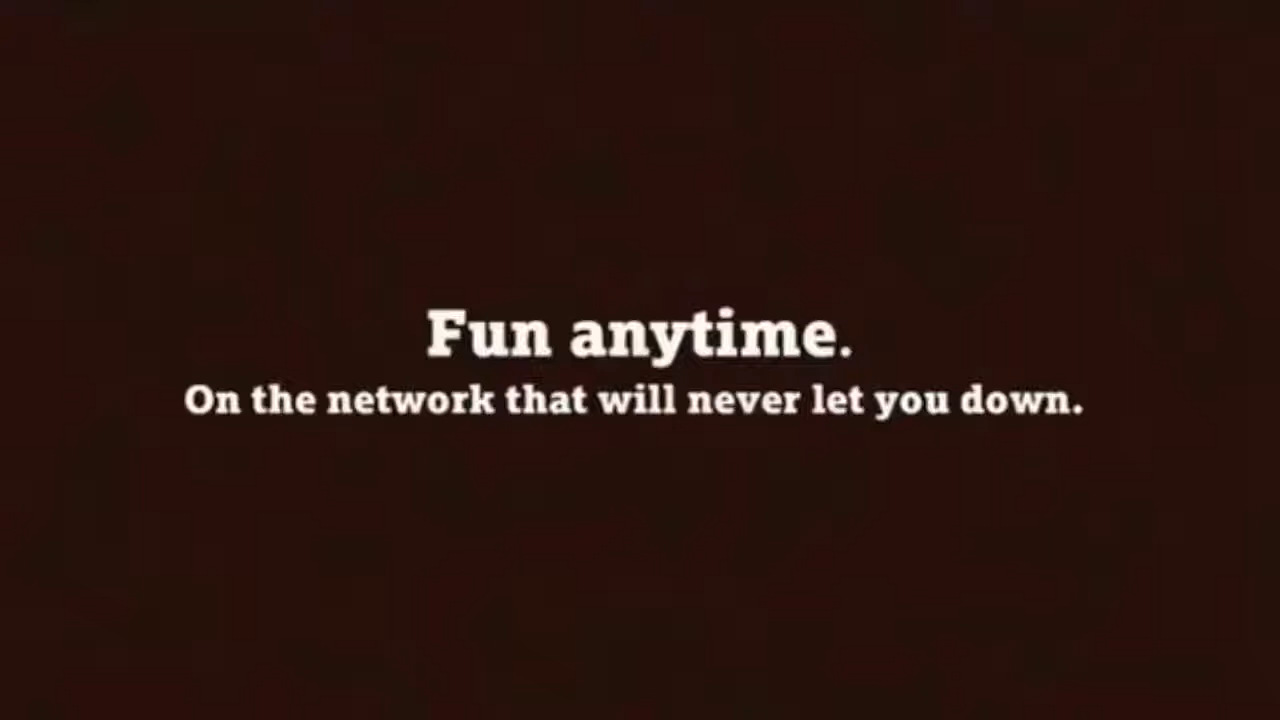 Fun anytime.
On the network that will never let you down.